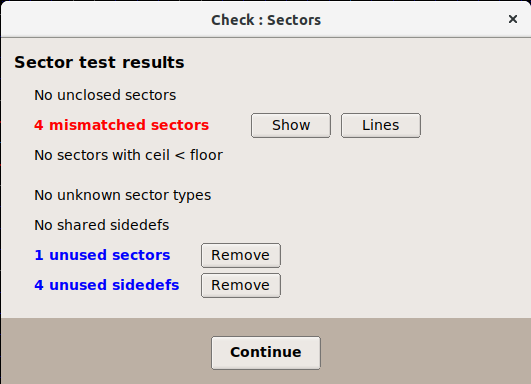 Check : Sectors
×
Sector test results
No unclosed sectors
4 mismatched sectors Show Lines
No sectors with ceil < floor
No unknown sector types
No shared sidedefs
1 unused sectors Remove
4 unused sidedefs Remove
Continue